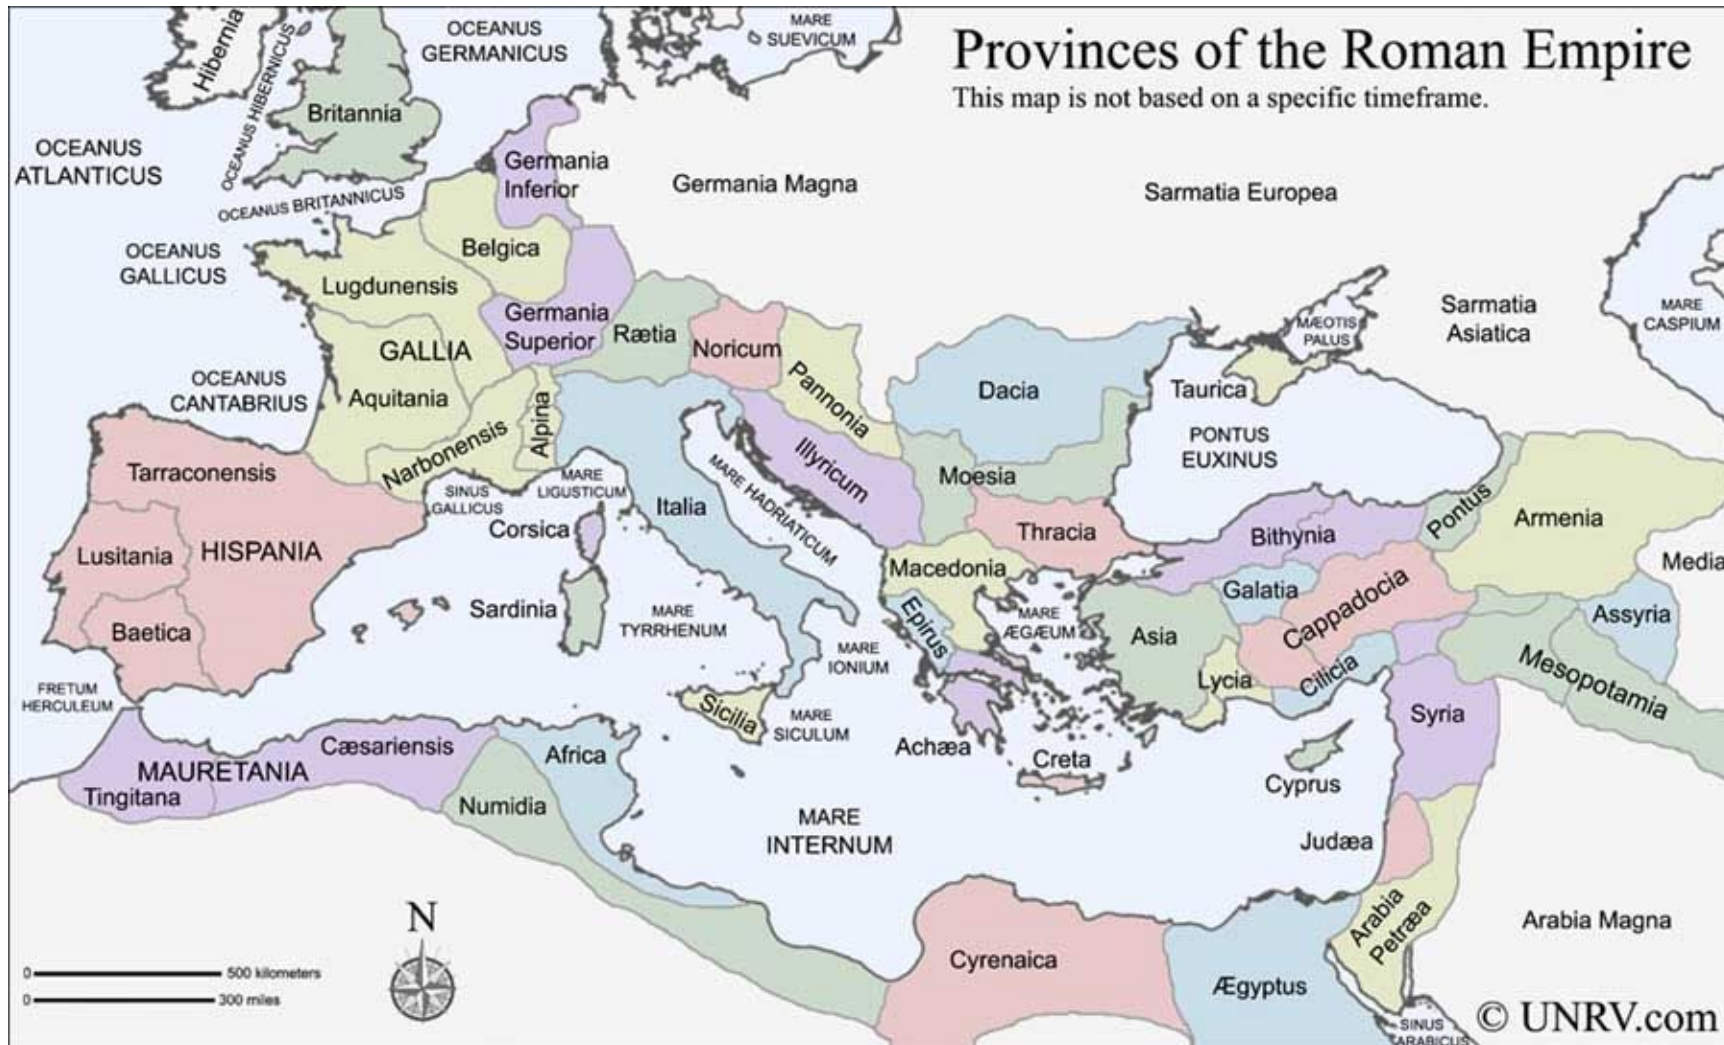 Provinces of the Roman Empire
This map is not based on a specific timeframe.
Hibernia
OCEANUS HIBERNICUS
OCEANUS
GERMANICUS
MARE
SUEVICUM
Britannia
OCEANUS
ATLANTICUS
OCEANUS BRITANNICUS
Germania
Inferior
Germania Magna
Sarmatia Europea
OCEANUS
GALLICUS
Belgica
Lugdunensis
Germania
Superior
Rætia
Noricum
Pannonia
Dacia
Taurica
MÆOTIS
PALUS
Sarmatia
Asiatica
MARE
CASPIUM
GALLIA
OCEANUS
CANTABRIUS
Aquitania
Narbonensis
Alpina
Illyricum
Moesia
PONTUS
EUXINUS
Tarraconensis
SINUS
GALLICUS
MARE
LIGUSTICUM
Italia
MARE HADRIATICUM
Corsica
Thracia
Bithynia
Pontus
Armenia
Media
Lusitania
HISPANIA
Macedonia
Galatia
Cappadocia
Assyria
Sardinia
MARE
TYRRHENUM
Epirus
MARE
ÆGÆUM
Asia
Baetica
MARE
IONIUM
Lycia
Cilicia
Mesopotamia
FRETUM
HERCULEUM
Sicilia
MARE
SICULUM
Achæa
Creta
Cyprus
Syria
Cæsariensis
MAURETANIA
Tingitana
Africa
Numidia
MARE
INTERNUM
Judæa
Arabia
Petræa
Arabia Magna
N
Cyrenaica
Ægyptus
0 500 kilometers
0 300 miles
SINUS
ARABICUS
© UNRV.com